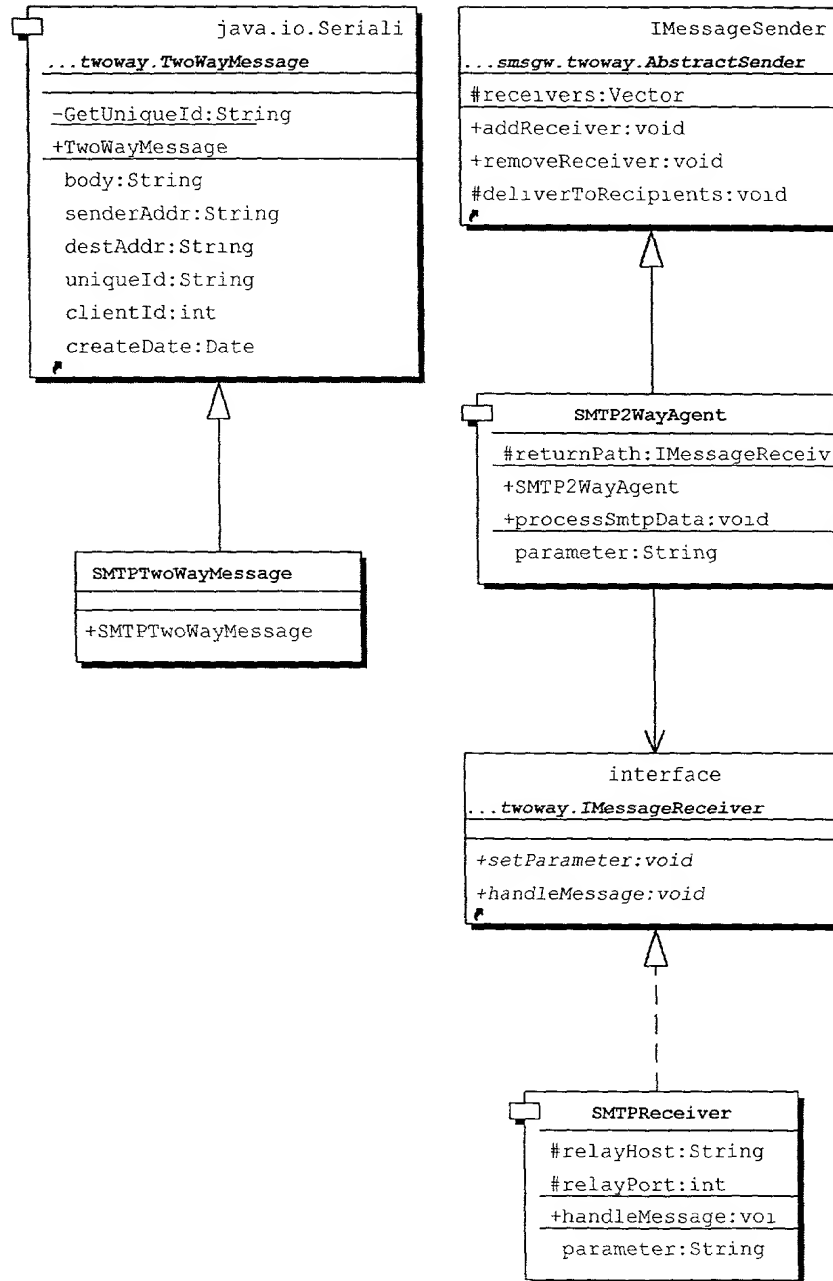 java.io.Seriali
...twoway.TwoWayMessage
-GetUniqueId:String
+TwoWayMessage
body:String
senderAddr:String
destAddr:String
uniqueId:String
clientId:int
createDate:Date
SMTPTwoWayMessage
+SMTPTwoWayMessage
IMessageSender
...smsgw.twoway.AbstractSender
#receivers:Vector
+addReceiver:void
+removeReceiver:void
#deliverToRecipients:void
SMTP2WayAgent
#returnPath:IMessageReceiv
+SMTP2WayAgent
+processSmtpData:void
parameter:String
interface
...twoway.IMessageReceiver
+setParameter:void
+handleMessage:void
SMTPReceiver
#relayHost:String
#relayPort:int
+handleMessage:voi
parameter:String